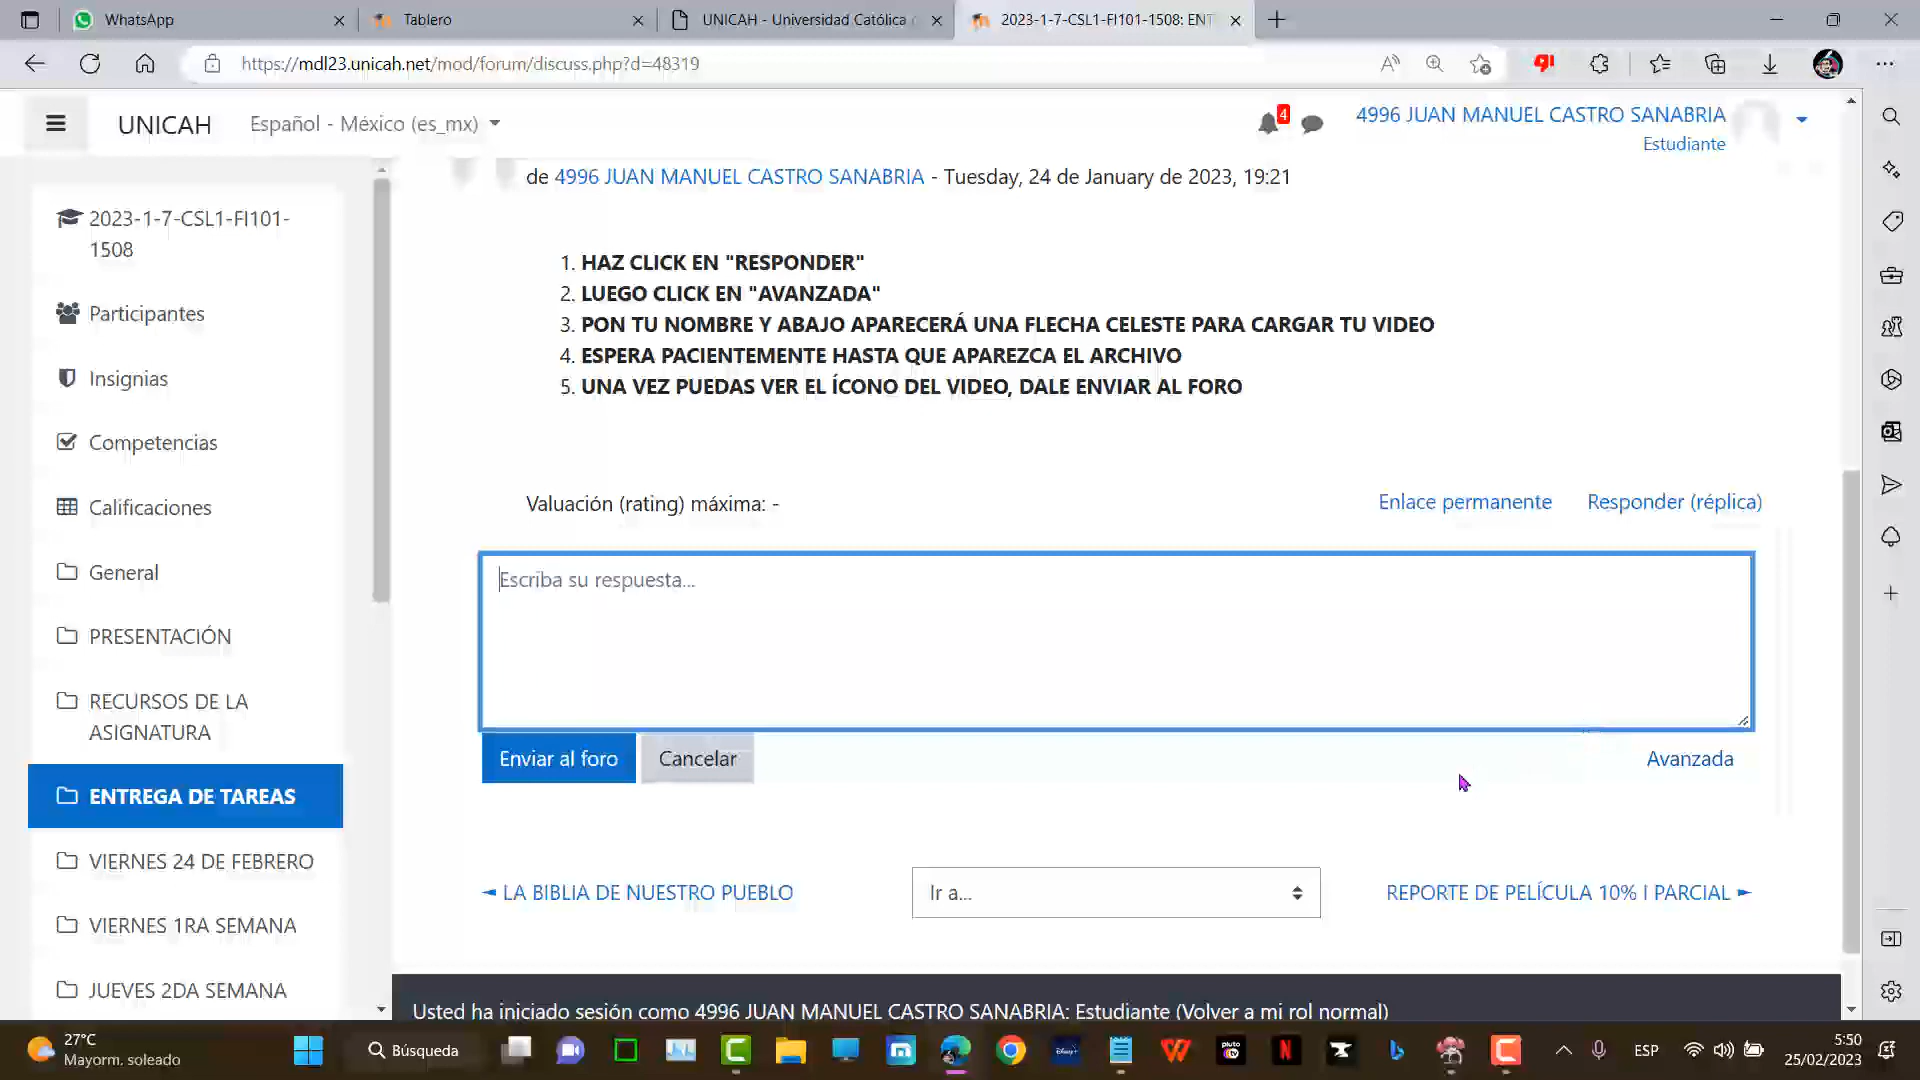 WhatsApp
Tablero
UNICAH - Universidad Católica
2023-1-7-CSL1-FI101-1508: ENT
https://mdl23.unicah.net/mod/forum/discuss.php?d=48319
UNICAH
Español - México (es_mx)
4
4996 JUAN MANUEL CASTRO SANABRIA
Estudiante
de 4996 JUAN MANUEL CASTRO SANABRIA - Tuesday, 24 de January de 2023, 19:21
2023-1-7-CSL1-FI101-
1508
Participantes
Insignias
Competencias
Calificaciones
General
PRESENTACIÓN
RECURSOS DE LA
ASIGNATURA
ENTREGA DE TAREAS
VIERNES 24 DE FEBRERO
VIERNES 1RA SEMANA
JUEVES 2DA SEMANA
1. HAZ CLICK EN "RESPONDER"
2. LUEGO CLICK EN "AVANZADA"
3. PON TU NOMBRE Y ABAJO APARECERÁ UNA FLECHA CELESTE PARA CARGAR TU VIDEO
4. ESPERA PACIENTEMENTE HASTA QUE APAREZCA EL ARCHIVO
5. UNA VEZ PUEDAS VER EL ÍCONO DEL VIDEO, DALE ENVIAR AL FORO
Valuación (rating) máxima: -
Enlace permanente
Responder (réplica)
Escriba su respuesta...
Enviar al foro
Cancelar
Avanzada
◄ LA BIBLIA DE NUESTRO PUEBLO
Ir a...
REPORTE DE PELÍCULA 10% I PARCIAL ►
Usted ha iniciado sesión como 4996 JUAN MANUEL CASTRO SANABRIA: Estudiante (Volver a mi rol normal)
27°C
Mayorm. soleado
Búsqueda
Disney+
pluto tv
ESP
5:50
25/02/2023